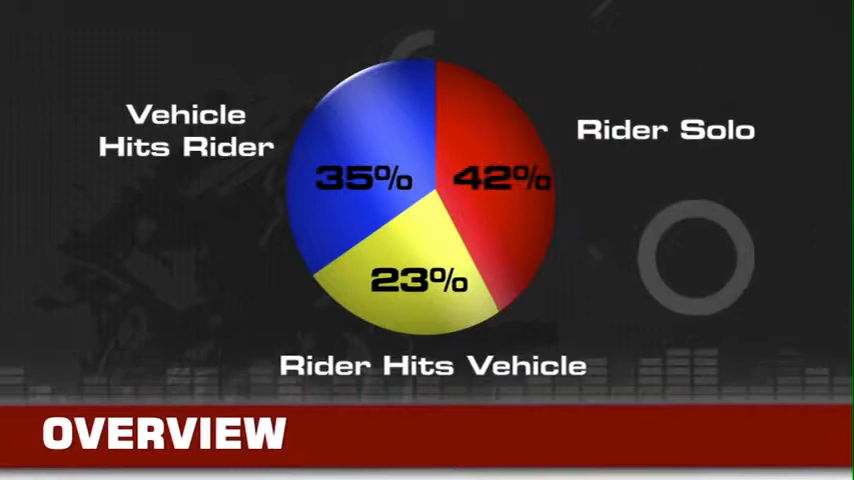 Vehicle
Hits Rider
Rider Solo
35%
42%
23%
Rider Hits Vehicle
OVERVIEW